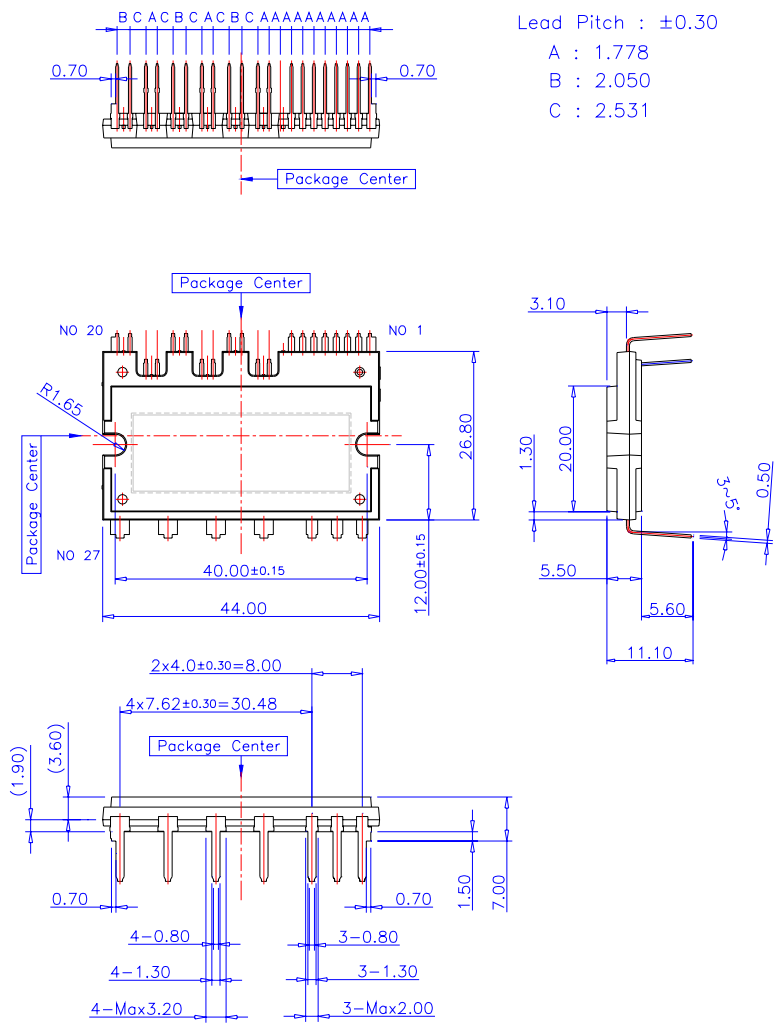 B C A C B C A C B C A A A A A A A A A A
Lead Pitch : ±0.30
A : 1.778
B : 2.050
C : 2.531
0.70
0.70
Package Center
Package Center
NO 20
NO 1
3.10
R1.65
Package Center
26.80
1.30
20.00
3~5°
0.50
NO 27
40.00±0.15
12.00±0.15
44.00
5.50
5.60
11.10
2x4.0±0.30=8.00
4x7.62±0.30=30.48
Package Center
(1.90)
(3.60)
0.70
0.70
1.50
7.00
4-0.80
3-0.80
4-1.30
3-1.30
4-Max3.20
3-Max2.00